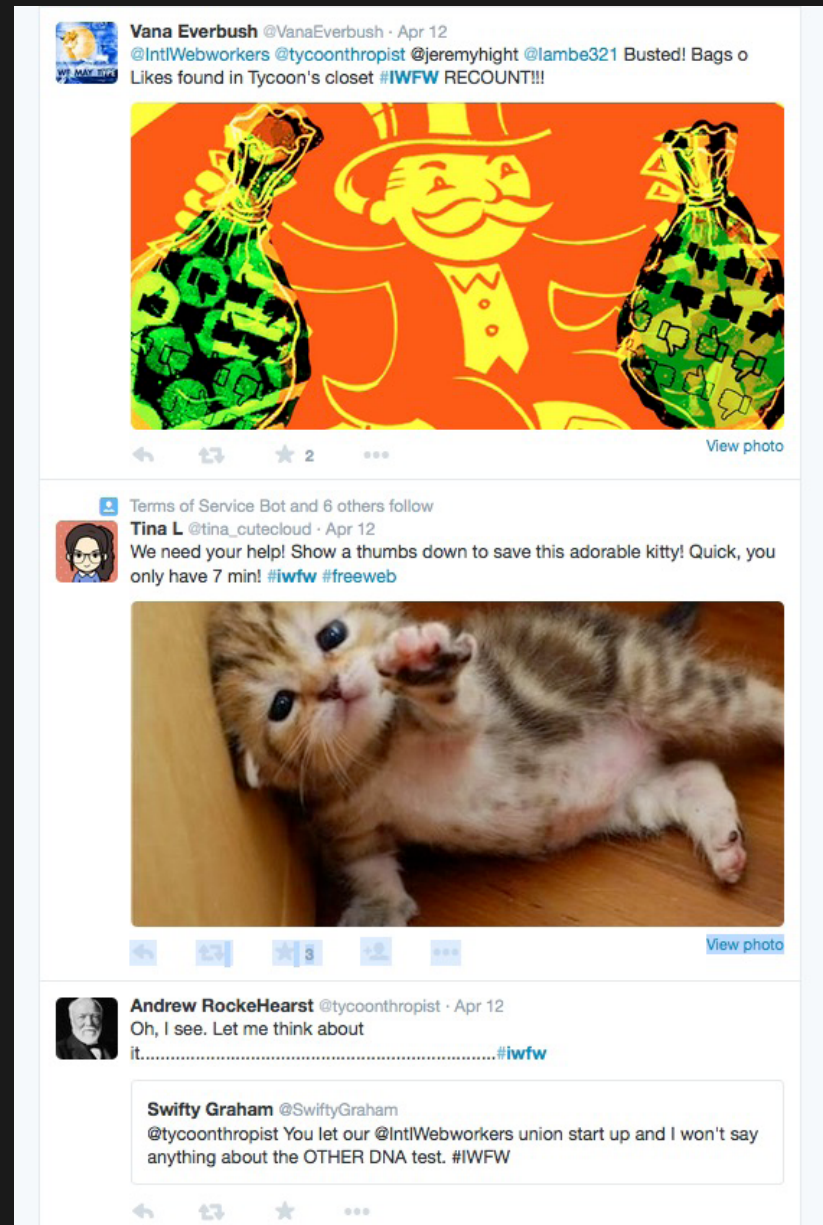 Vana Everbush @VanaEverbush · Apr 12
@IntlWebworkers @tycoonthropist @jeremyhight @lambe321 Busted! Bags o
Likes found in Tycoon's closet #IWFW RECOUNT!!!
WE MAY
2
View photo
Terms of Service Bot and 6 others follow
Tina L @tina_cutecloud · Apr 12
We need your help! Show a thumbs down to save this adorable kitty! Quick, you
only have 7 min! #iwfw #freeweb
3
View photo
Andrew RockeHearst @tycoonthropist · Apr 12
Oh, I see. Let me think about
it.......................................................................#iwfw
Swifty Graham @SwiftyGraham
@tycoonthropist You let our @IntlWebworkers union start up and I won't say
anything about the OTHER DNA test. #IWFW